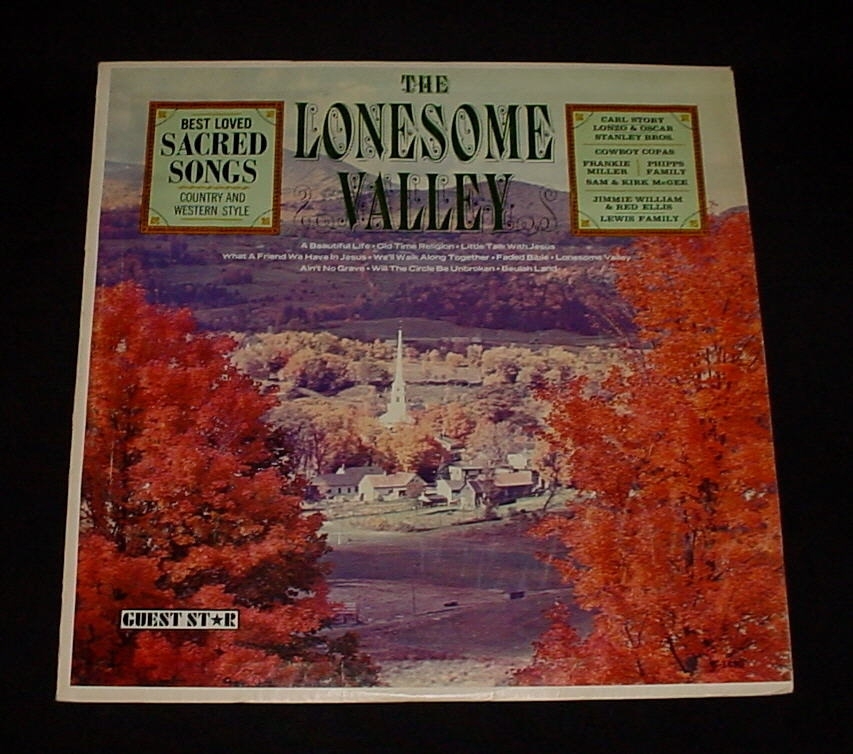 THE
LONESOME
VALLEY
BEST LOVED
SACRED
SONGS
COUNTRY AND
WESTERN STYLE
CARL STORY
LONZO & OSCAR
STANLEY BROS.
COWBOY COPAS
FRANKIE MILLER
PHIPPS FAMILY
SAM & KIRK McGEE
JIMMIE WILLIAM
& RED ELLIS
LEWIS FAMILY
A Beautiful Life • Old Time Religion • Little Talk With Jesus
What A Friend We Have In Jesus • We'll Walk Along Together • Faded Bible • Lonesome Valley
Ain't No Grave • Will The Circle Be Unbroken • Beulah Land
GUEST ST★R